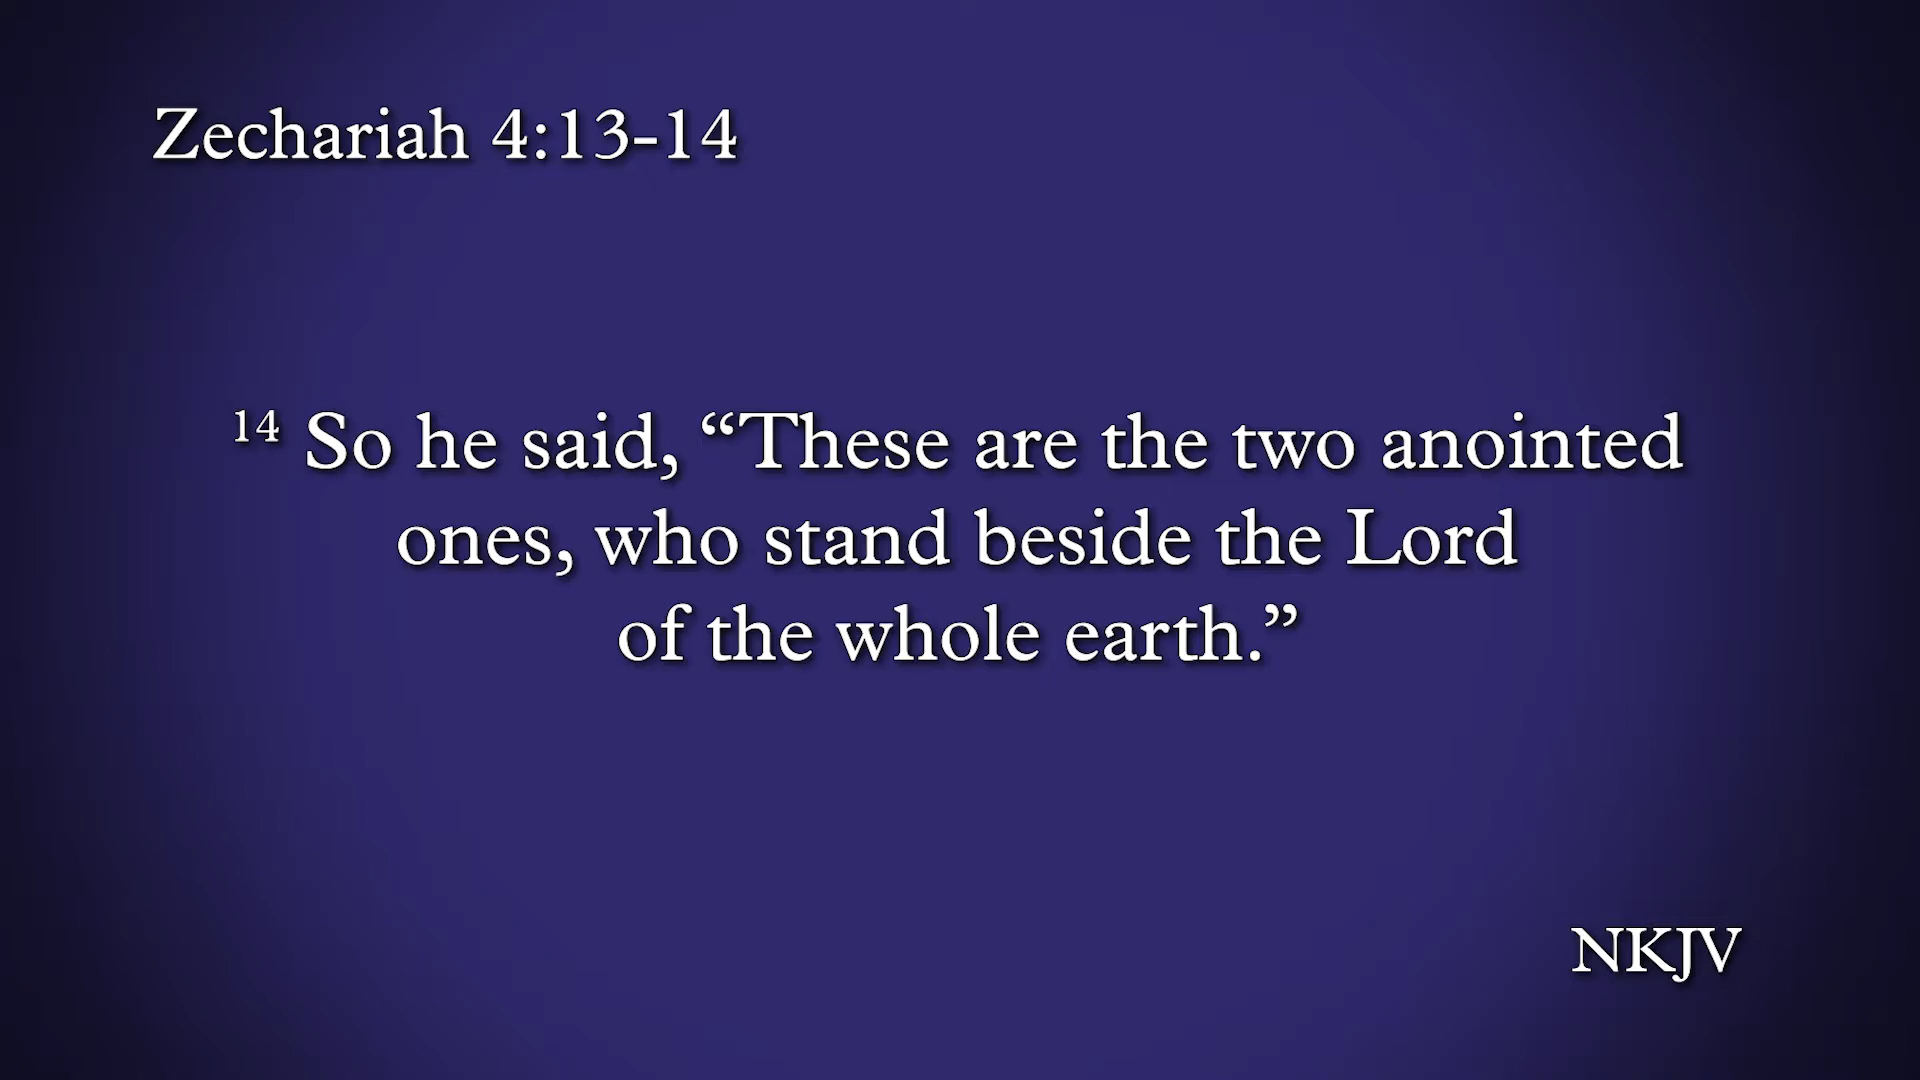 Zechariah 4:13-14
14 So he said, “These are the two anointed
ones, who stand beside the Lord
of the whole earth.”
NKJV